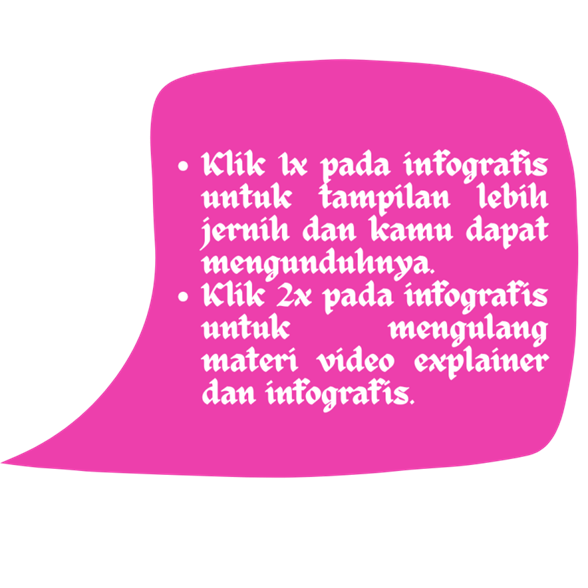 • Klik 1x pada infografis
untuk tampilan lebih
jernih dan kamu dapat
mengunduhnya.
• Klik 2x pada infografis
untuk mengulang
materi video explainer
dan infografis.